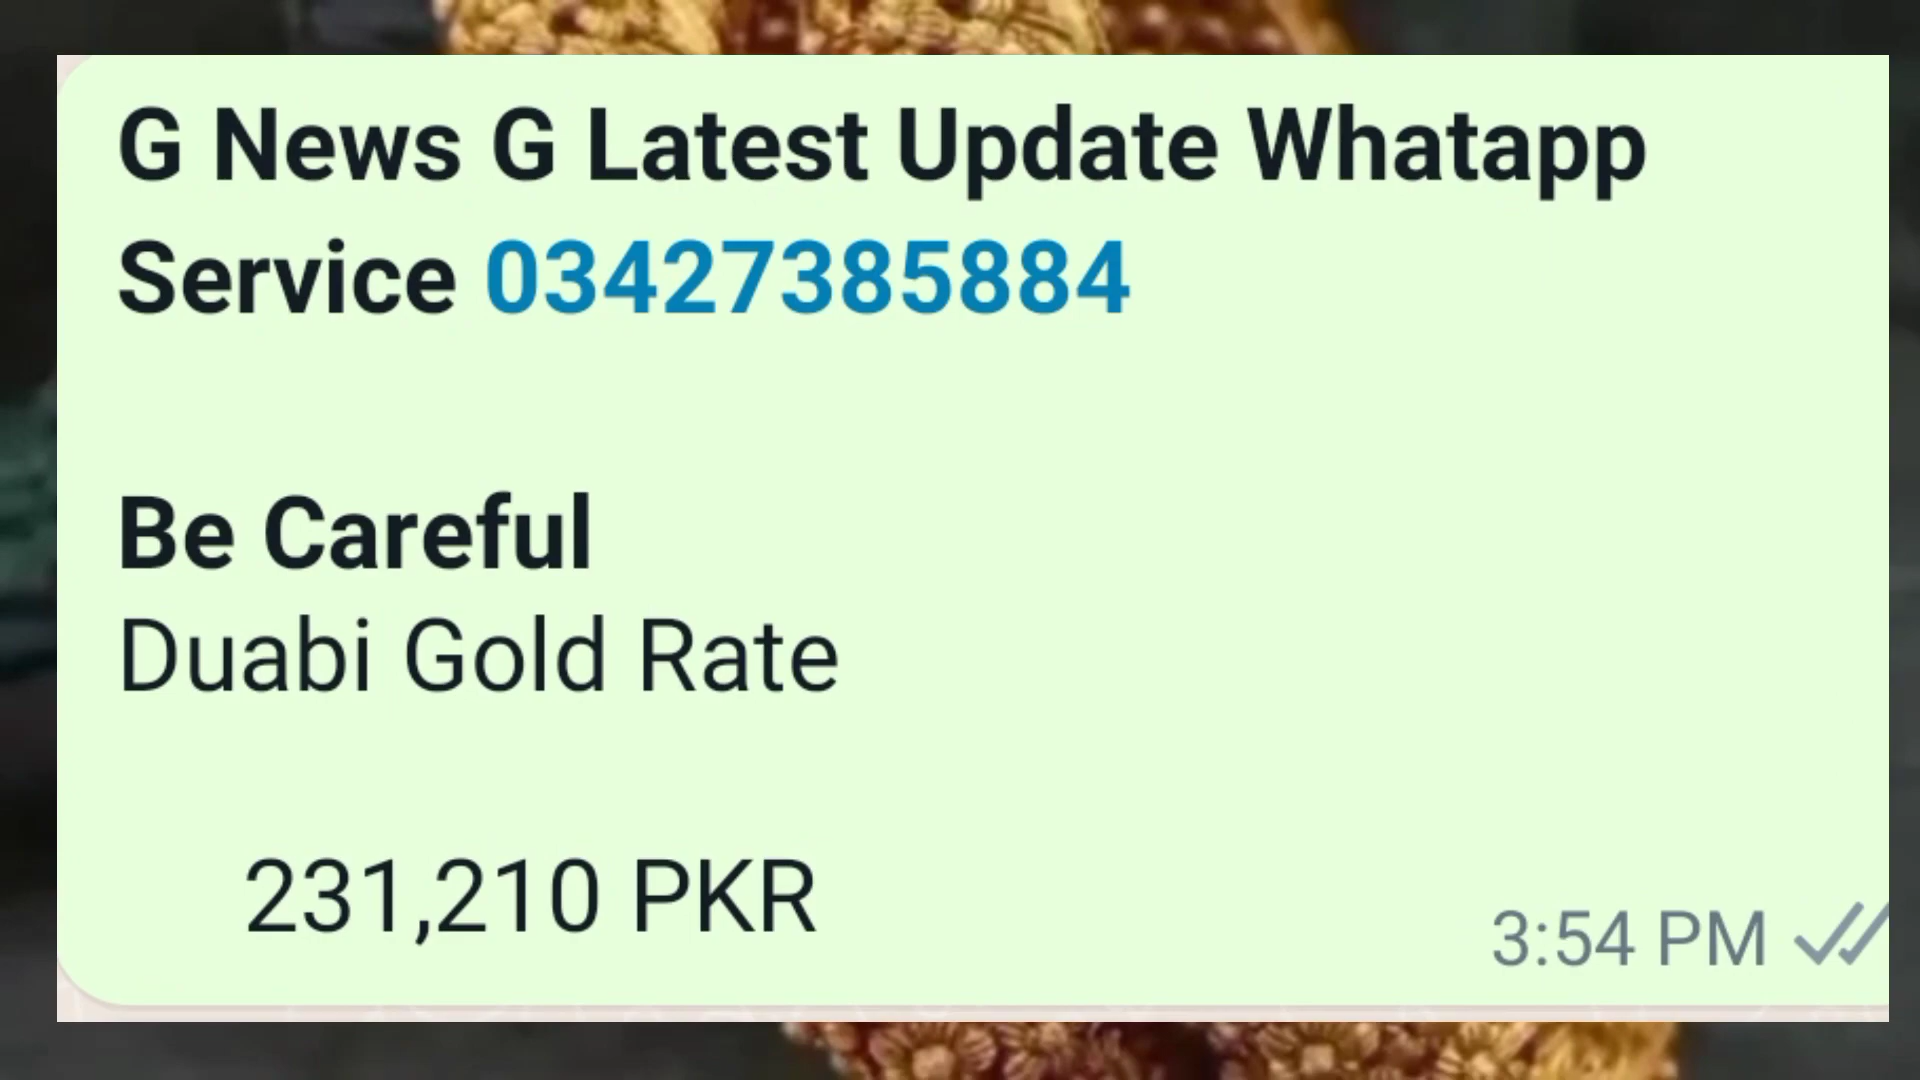 G News G Latest Update Whatapp
Service 03427385884
Be Careful
Duabi Gold Rate
231,210 PKR
3:54 PM